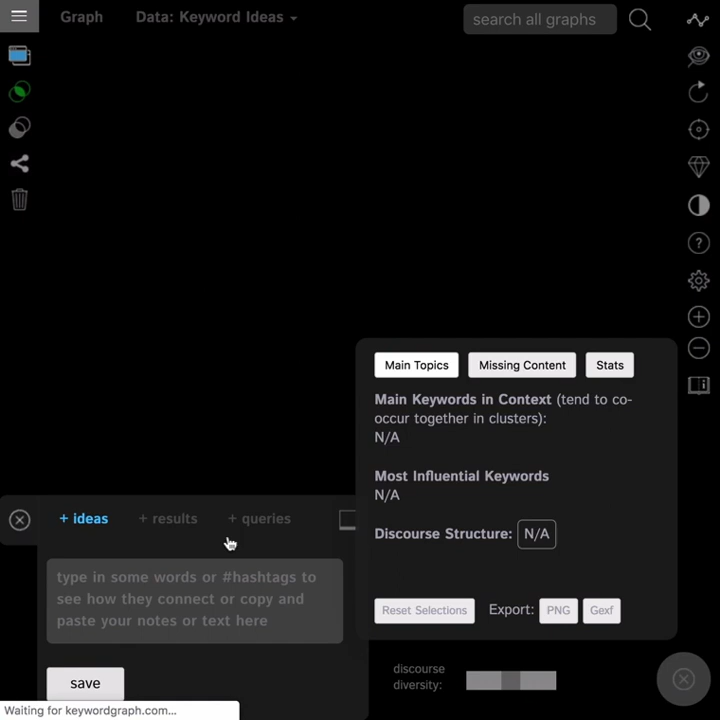 Graph
Data: Keyword Ideas
search all graphs
Main Topics
Missing Content
Stats
Main Keywords in Context (tend to co-
occur together in clusters):
N/A
Most Influential Keywords
N/A
Discourse Structure: N/A
Reset Selections
Export:
PNG
Gexf
+ ideas
+ results
+ queries
type in some words or #hashtags to
see how they connect or copy and
paste your notes or text here
save
discourse
diversity:
Waiting for keywordgraph.com...